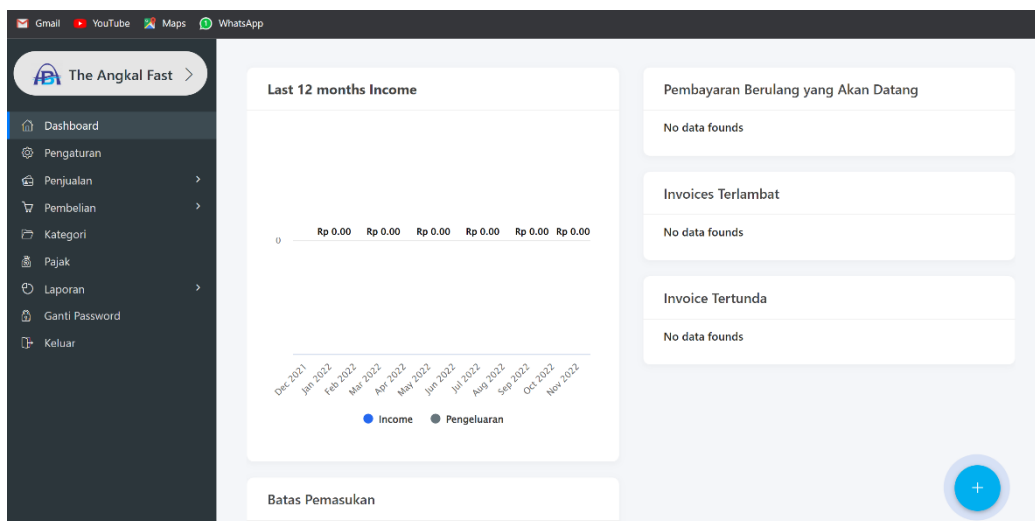 Gmail YouTube Maps WhatsApp
The Angkal Fast
Dashboard
Pengaturan
Penjualan
Pembelian
Kategori
Pajak
Laporan
Ganti Password
Keluar
Last 12 months Income
0
Rp 0.00 Rp 0.00 Rp 0.00 Rp 0.00 Rp 0.00 Rp 0.00
Dec 2021 Jan 2022 Feb 2022 Mar 2022 Apr 2022 May 2022 Jun 2022 Jul 2022 Aug 2022 Sep 2022 Oct 2022 Nov 2022
Income Pengeluaran
Batas Pemasukan
Pembayaran Berulang yang Akan Datang
No data founds
Invoices Terlambat
No data founds
Invoice Tertunda
No data founds